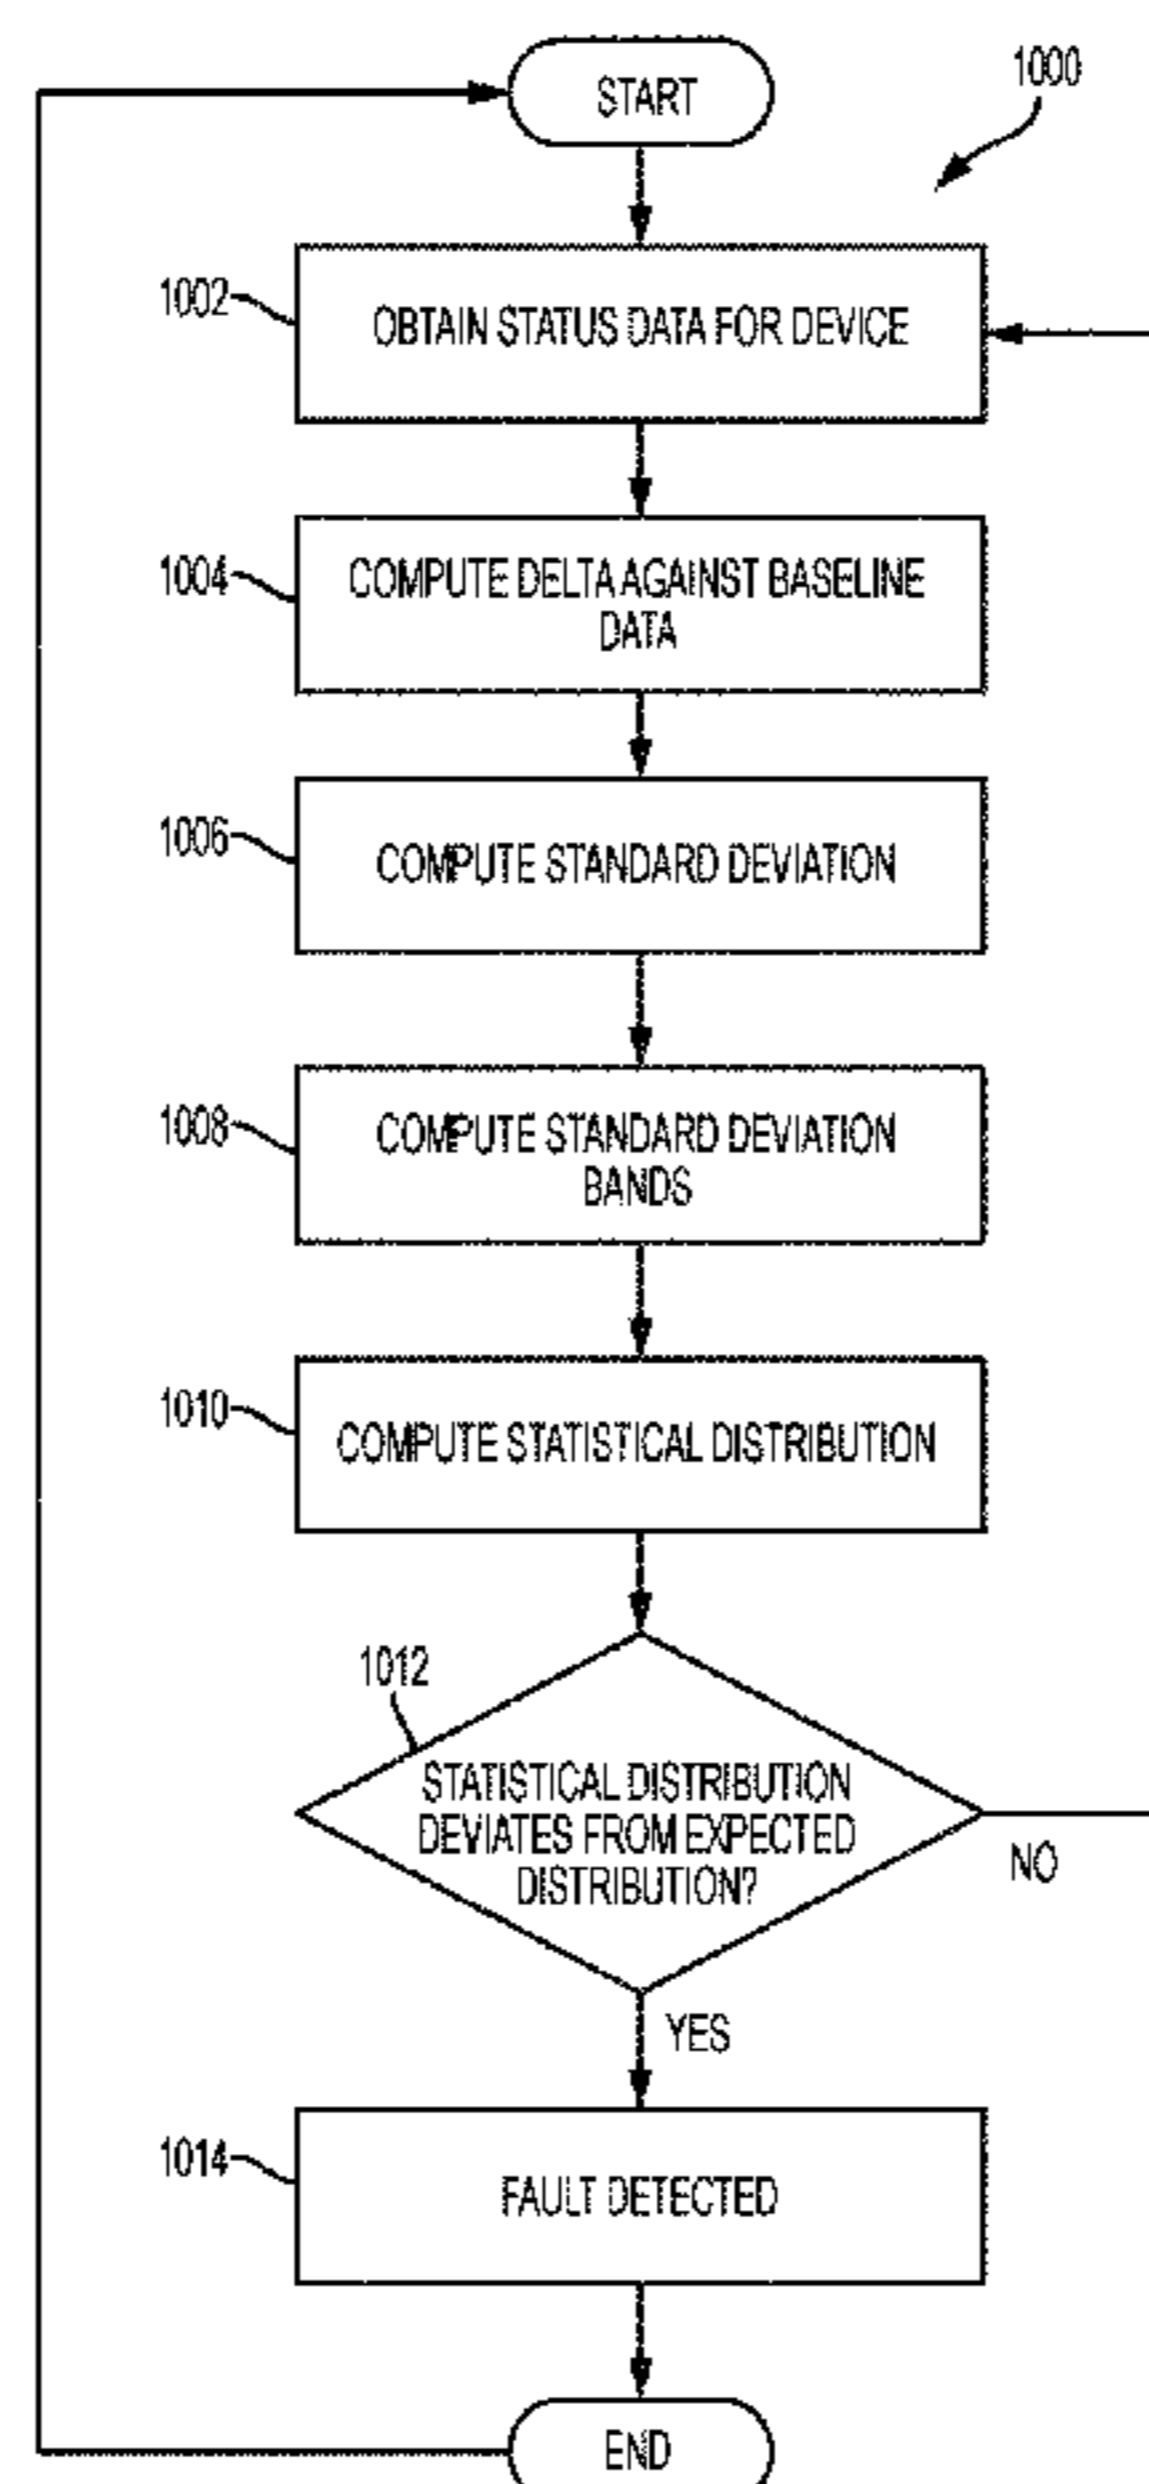 START
1000
1002
OBTAIN STATUS DATA FOR DEVICE
1004
COMPUTE DELTA AGAINST BASELINE
DATA
1006
COMPUTE STANDARD DEVIATION
1008
COMPUTE STANDARD DEVIATION
BANDS
1010
COMPUTE STATISTICAL DISTRIBUTION
1012
STATISTICAL DISTRIBUTION
DEVIATES FROM EXPECTED
DISTRIBUTION?
NO
YES
1014
FAULT DETECTED
END